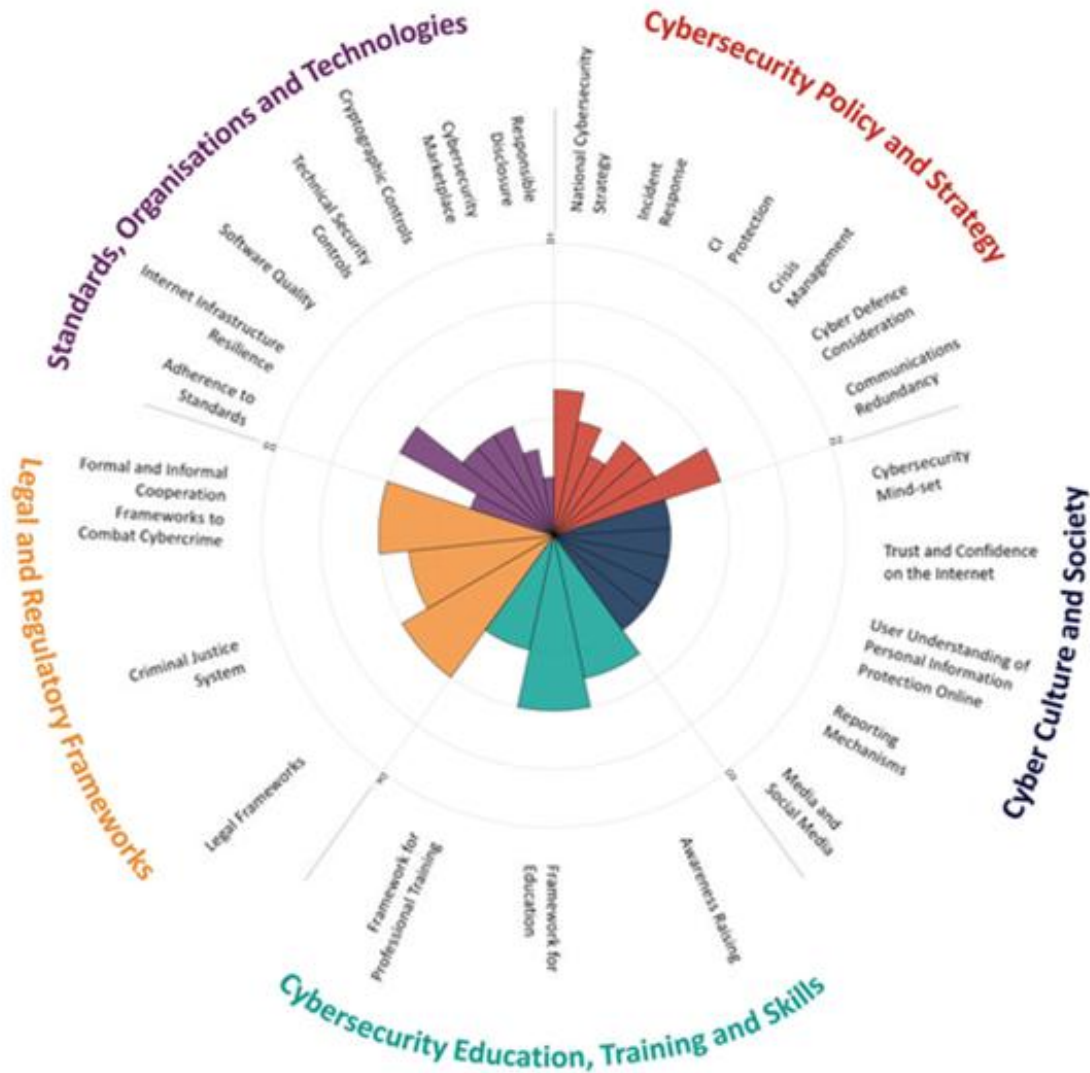 Cybersecurity Policy and Strategy
National Cybersecurity
Strategy
Incident
Response
CI
Protection
Crisis
Management
Cyber Defence
Consideration
Communications
Redundancy
Cyber Culture and Society
Cybersecurity
Mind-set
Trust and Confidence
on the Internet
User Understanding of
Personal Information
Protection Online
Reporting
Mechanisms
Media and
Social Media
Cybersecurity Education, Training and Skills
Awareness Raising
Framework for
Education
Framework for
Professional Training
Legal and Regulatory Frameworks
Legal Frameworks
Criminal Justice
System
Frameworks to
Combat Cybercrime
Formal and Informal
Cooperation
Standards, Organisations and Technologies
Adherence to
Standards
Internet Infrastructure
Resilience
Software Quality
Technical Security
Controls
Cryptographic Controls
Cybersecurity
Marketplace
Responsible
Disclosure
D2